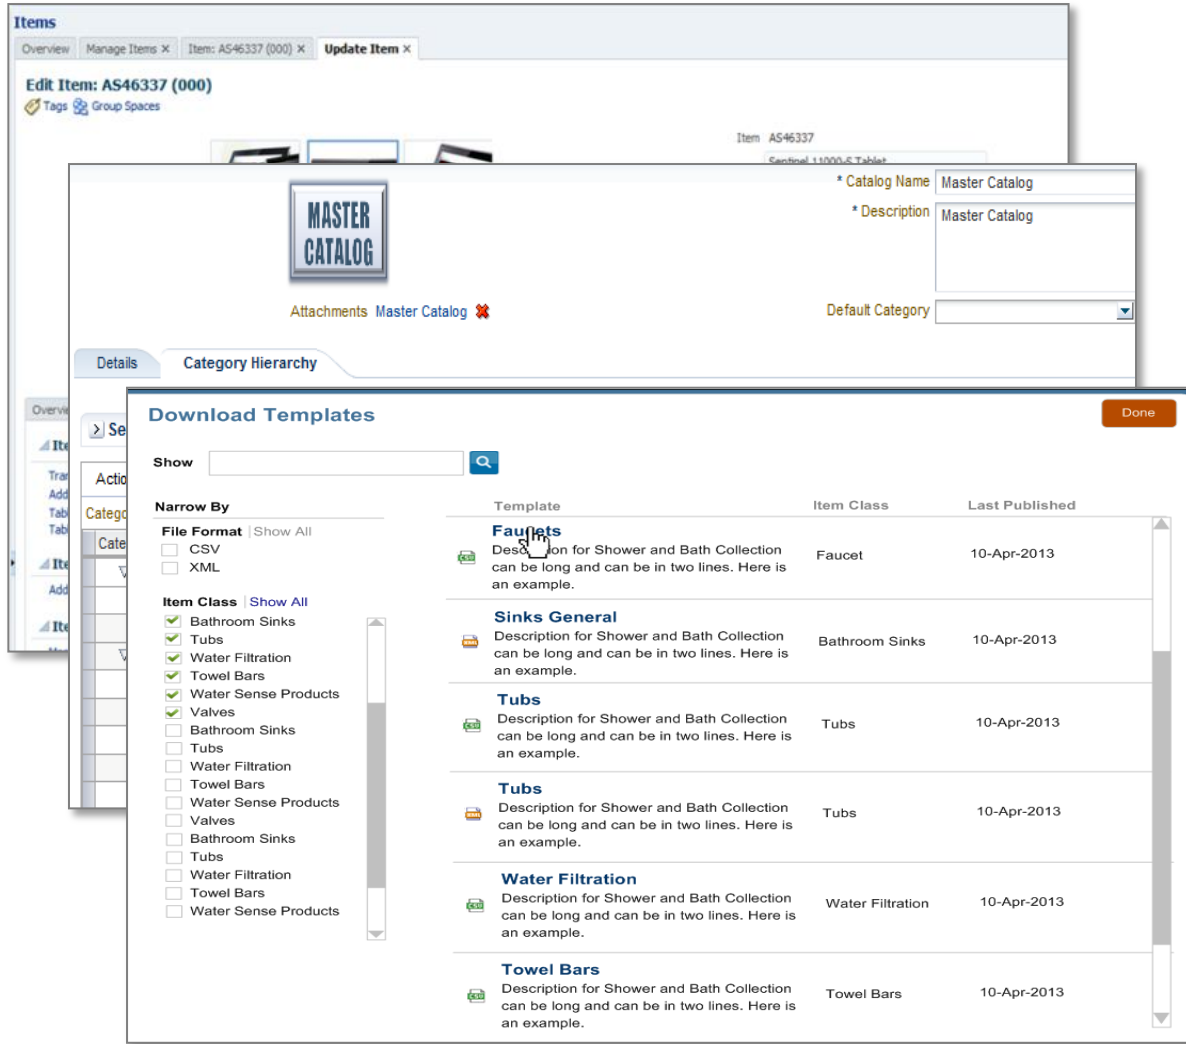 Items
Overview Manage Items × Item: AS46337 (000) × Update Item ×
Edit Item: AS46337 (000)
Tags Group Spaces
Item AS46337
Sentinel 11000-S Tablet
MASTER
CATALOG
* Catalog Name Master Catalog
* Description Master Catalog
Attachments Master Catalog
Default Category
Details Category Hierarchy
Download Templates
Done
Show
Narrow By
File Format | Show All
CSV
XML
Item Class | Show All
Bathroom Sinks
Tubs
Water Filtration
Towel Bars
Water Sense Products
Valves
Bathroom Sinks
Tubs
Water Filtration
Towel Bars
Water Sense Products
Valves
Bathroom Sinks
Tubs
Water Filtration
Towel Bars
Water Sense Products
Template Item Class Last Published
Faucets
Description for Shower and Bath Collection
can be long and can be in two lines. Here is
an example.
Faucet
10-Apr-2013
Sinks General
Description for Shower and Bath Collection
can be long and can be in two lines. Here is
an example.
Bathroom Sinks
10-Apr-2013
Tubs
Description for Shower and Bath Collection
can be long and can be in two lines. Here is
an example.
Tubs
10-Apr-2013
Tubs
Description for Shower and Bath Collection
can be long and can be in two lines. Here is
an example.
Tubs
10-Apr-2013
Water Filtration
Description for Shower and Bath Collection
can be long and can be in two lines. Here is
an example.
Water Filtration
10-Apr-2013
Towel Bars
Description for Shower and Bath Collection
can be long and can be in two lines. Here is
an example.
Towel Bars
10-Apr-2013